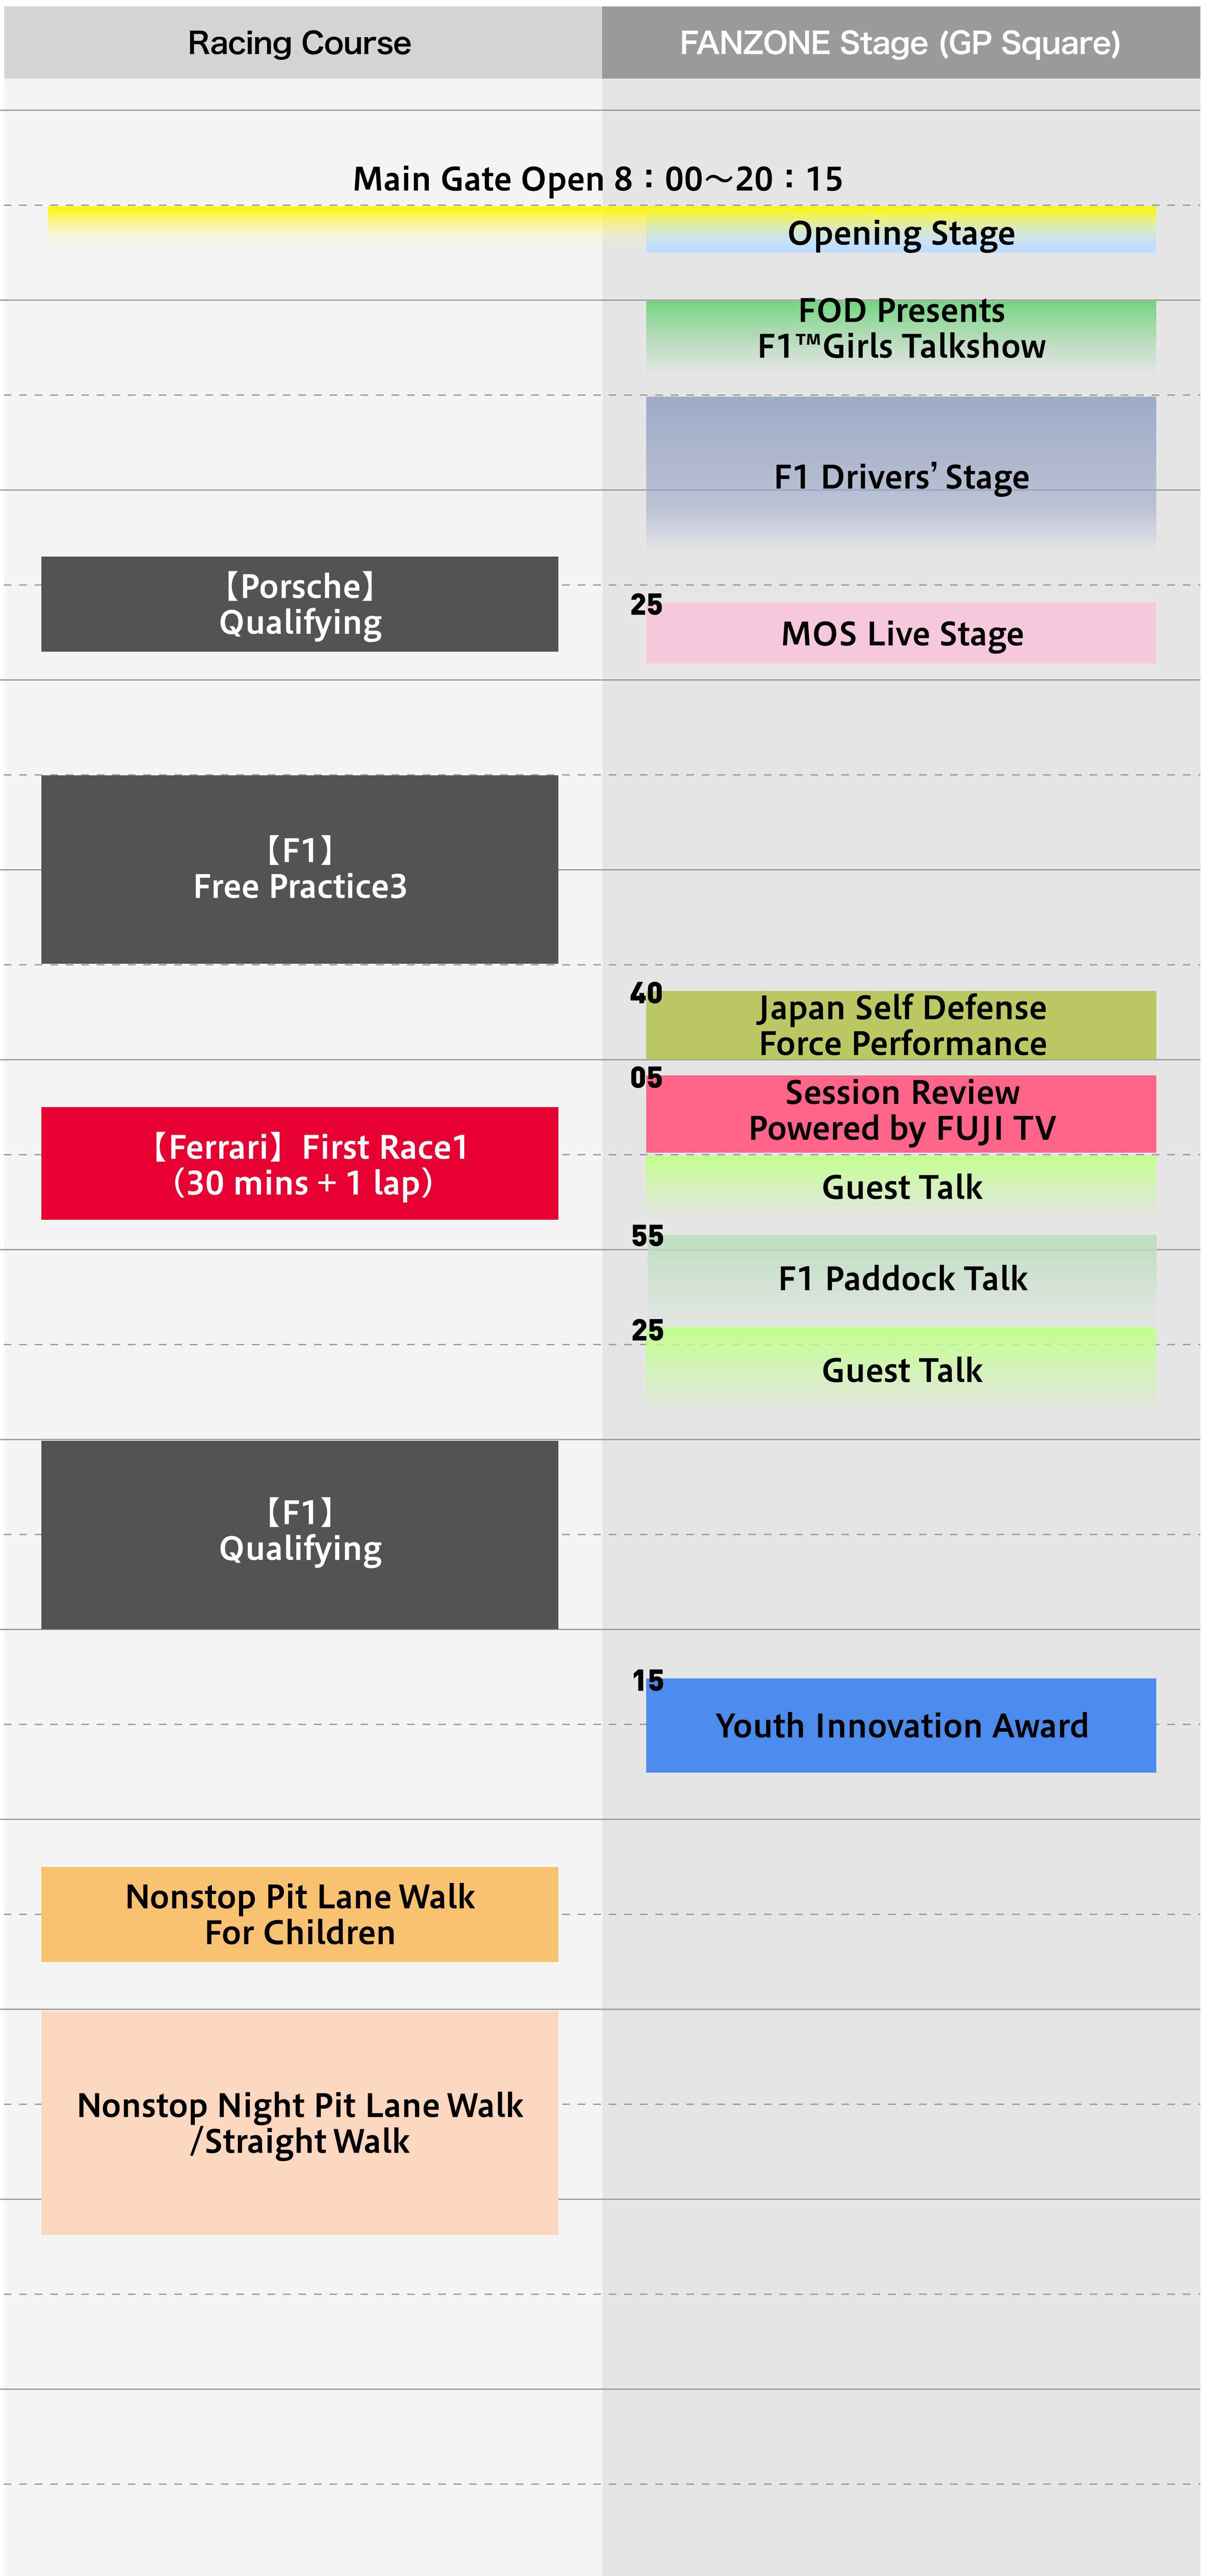 Racing Course
FANZONE Stage (GP Square)
Main Gate Open 8：00～20：15
Opening Stage
FOD Presents
F1™Girls Talkshow
F1 Drivers’ Stage
【Porsche】
Qualifying
25
MOS Live Stage
【F1】
Free Practice3
40
Japan Self Defense
Force Performance
05
Session Review
Powered by FUJI TV
【Ferrari】First Race1
（30 mins + 1 lap）
Guest Talk
55
F1 Paddock Talk
25
Guest Talk
【F1】
Qualifying
15
Youth Innovation Award
Nonstop Pit Lane Walk
For Children
Nonstop Night Pit Lane Walk
/Straight Walk